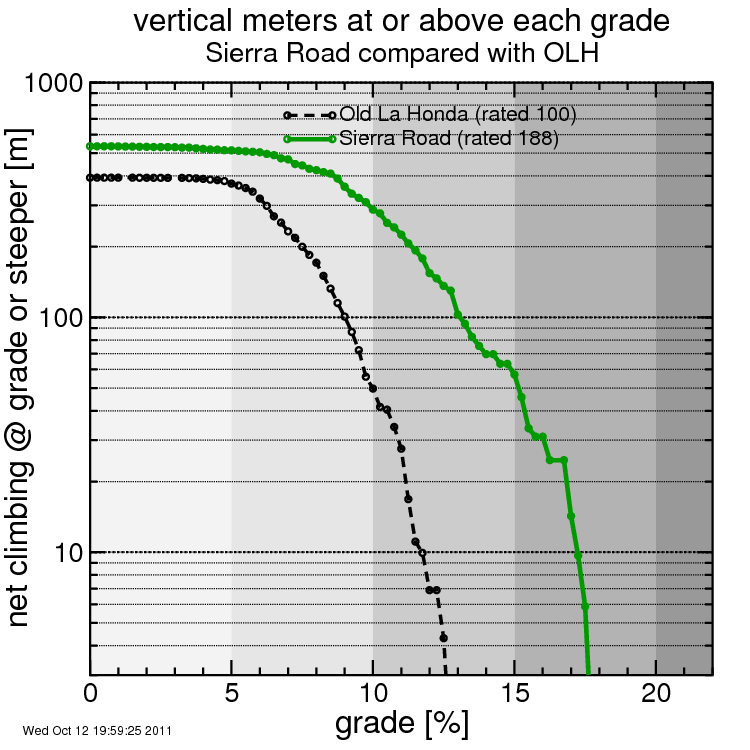 vertical meters at or above each grade
Sierra Road compared with OLH
1000
Old La Honda (rated 100)
Sierra Road (rated 188)
net climbing @ grade or steeper [m]
100
10
0 5 10 15 20
grade [%]
Wed Oct 12 19:59:25 2011